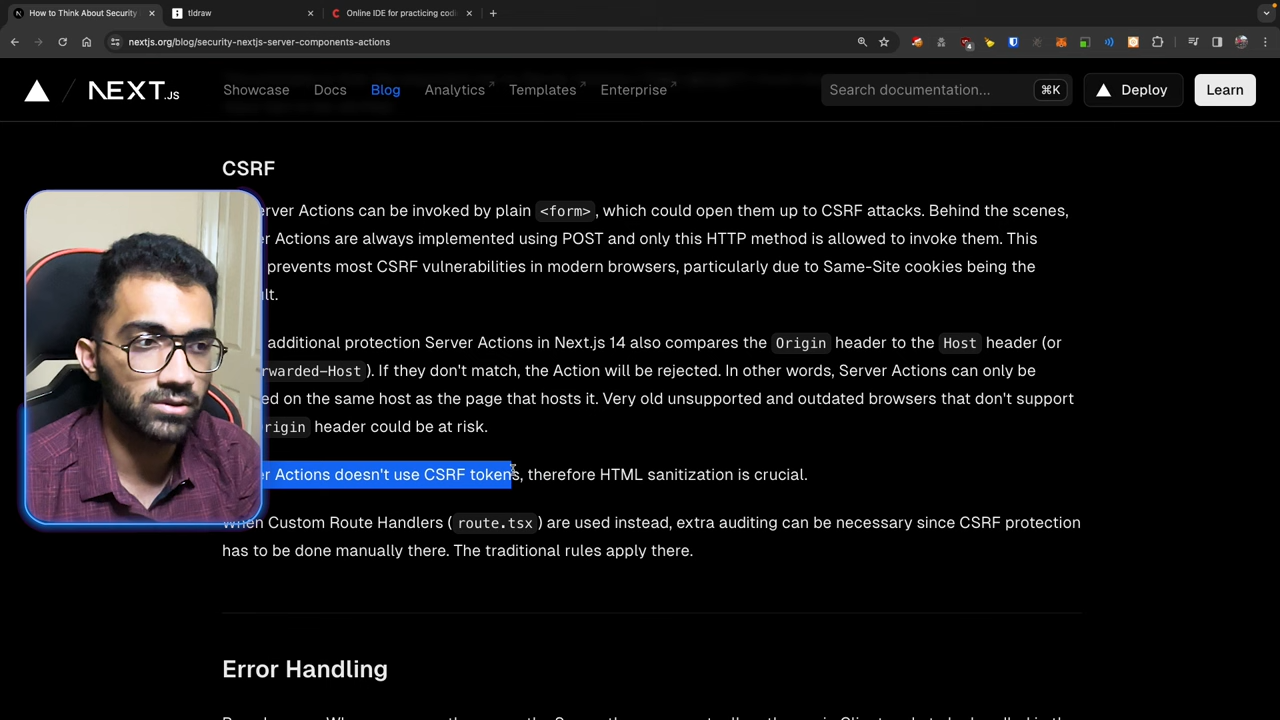 How to Think About Security
tldraw
Online IDE for practicing codi
nextjs.org/blog/security-nextjs-server-components-actions
NEXT.JS
Showcase
Docs
Blog
Analytics
Templates
Enterprise
Search documentation...
⌘K
Deploy
Learn
CSRF
Server Actions can be invoked by plain <form>, which could open them up to CSRF attacks. Behind the scenes,
Actions are always implemented using POST and only this HTTP method is allowed to invoke them. This
prevents most CSRF vulnerabilities in modern browsers, particularly due to Same-Site cookies being the
additional protection Server Actions in Next.js 14 also compares the Origin header to the Host header (or
rwarded-Host). If they don't match, the Action will be rejected. In other words, Server Actions can only be
on the same host as the page that hosts it. Very old unsupported and outdated browsers that don't support
rigin header could be at risk.
er Actions doesn't use CSRF tokens, therefore HTML sanitization is crucial.
When Custom Route Handlers (route.tsx) are used instead, extra auditing can be necessary since CSRF protection
has to be done manually there. The traditional rules apply there.
Error Handling